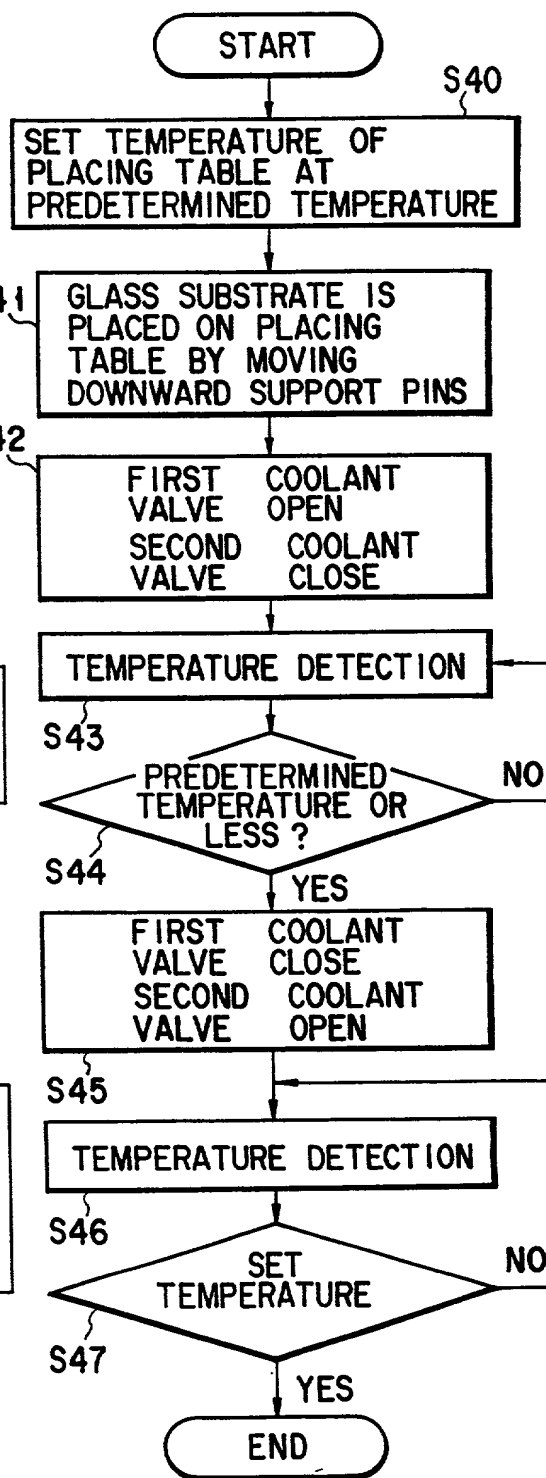 START
S40
SET TEMPERATURE OF
PLACING TABLE AT
PREDETERMINED TEMPERATURE
41
GLASS SUBSTRATE IS
PLACED ON PLACING
TABLE BY MOVING
DOWNWARD SUPPORT PINS
42
FIRST COOLANT
VALVE OPEN
SECOND COOLANT
VALVE CLOSE
TEMPERATURE DETECTION
S43
PREDETERMINED
TEMPERATURE OR
LESS ?
NO
S44
YES
FIRST COOLANT
VALVE CLOSE
SECOND COOLANT
VALVE OPEN
S45
TEMPERATURE DETECTION
S46
SET
TEMPERATURE
NO
S47
YES
END